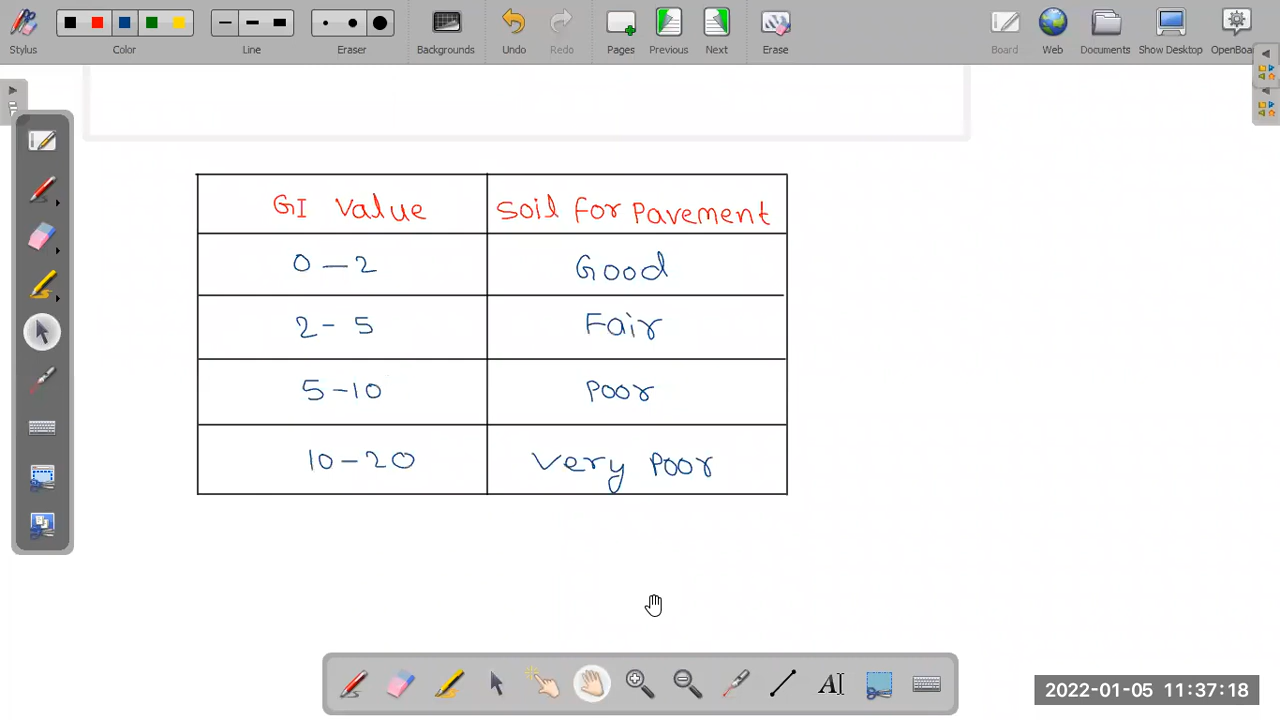 Stylus
Color
Line
Eraser
Backgrounds
Undo
Redo
Pages
Previous
Next
Erase
Board
Web
Documents
Show Desktop
OpenBoa
GI Value Soil for Pavement
0 - 2 Good
2 - 5 Fair
5 - 10 Poor
10 - 20 Very Poor
2022-01-05 11:37:18